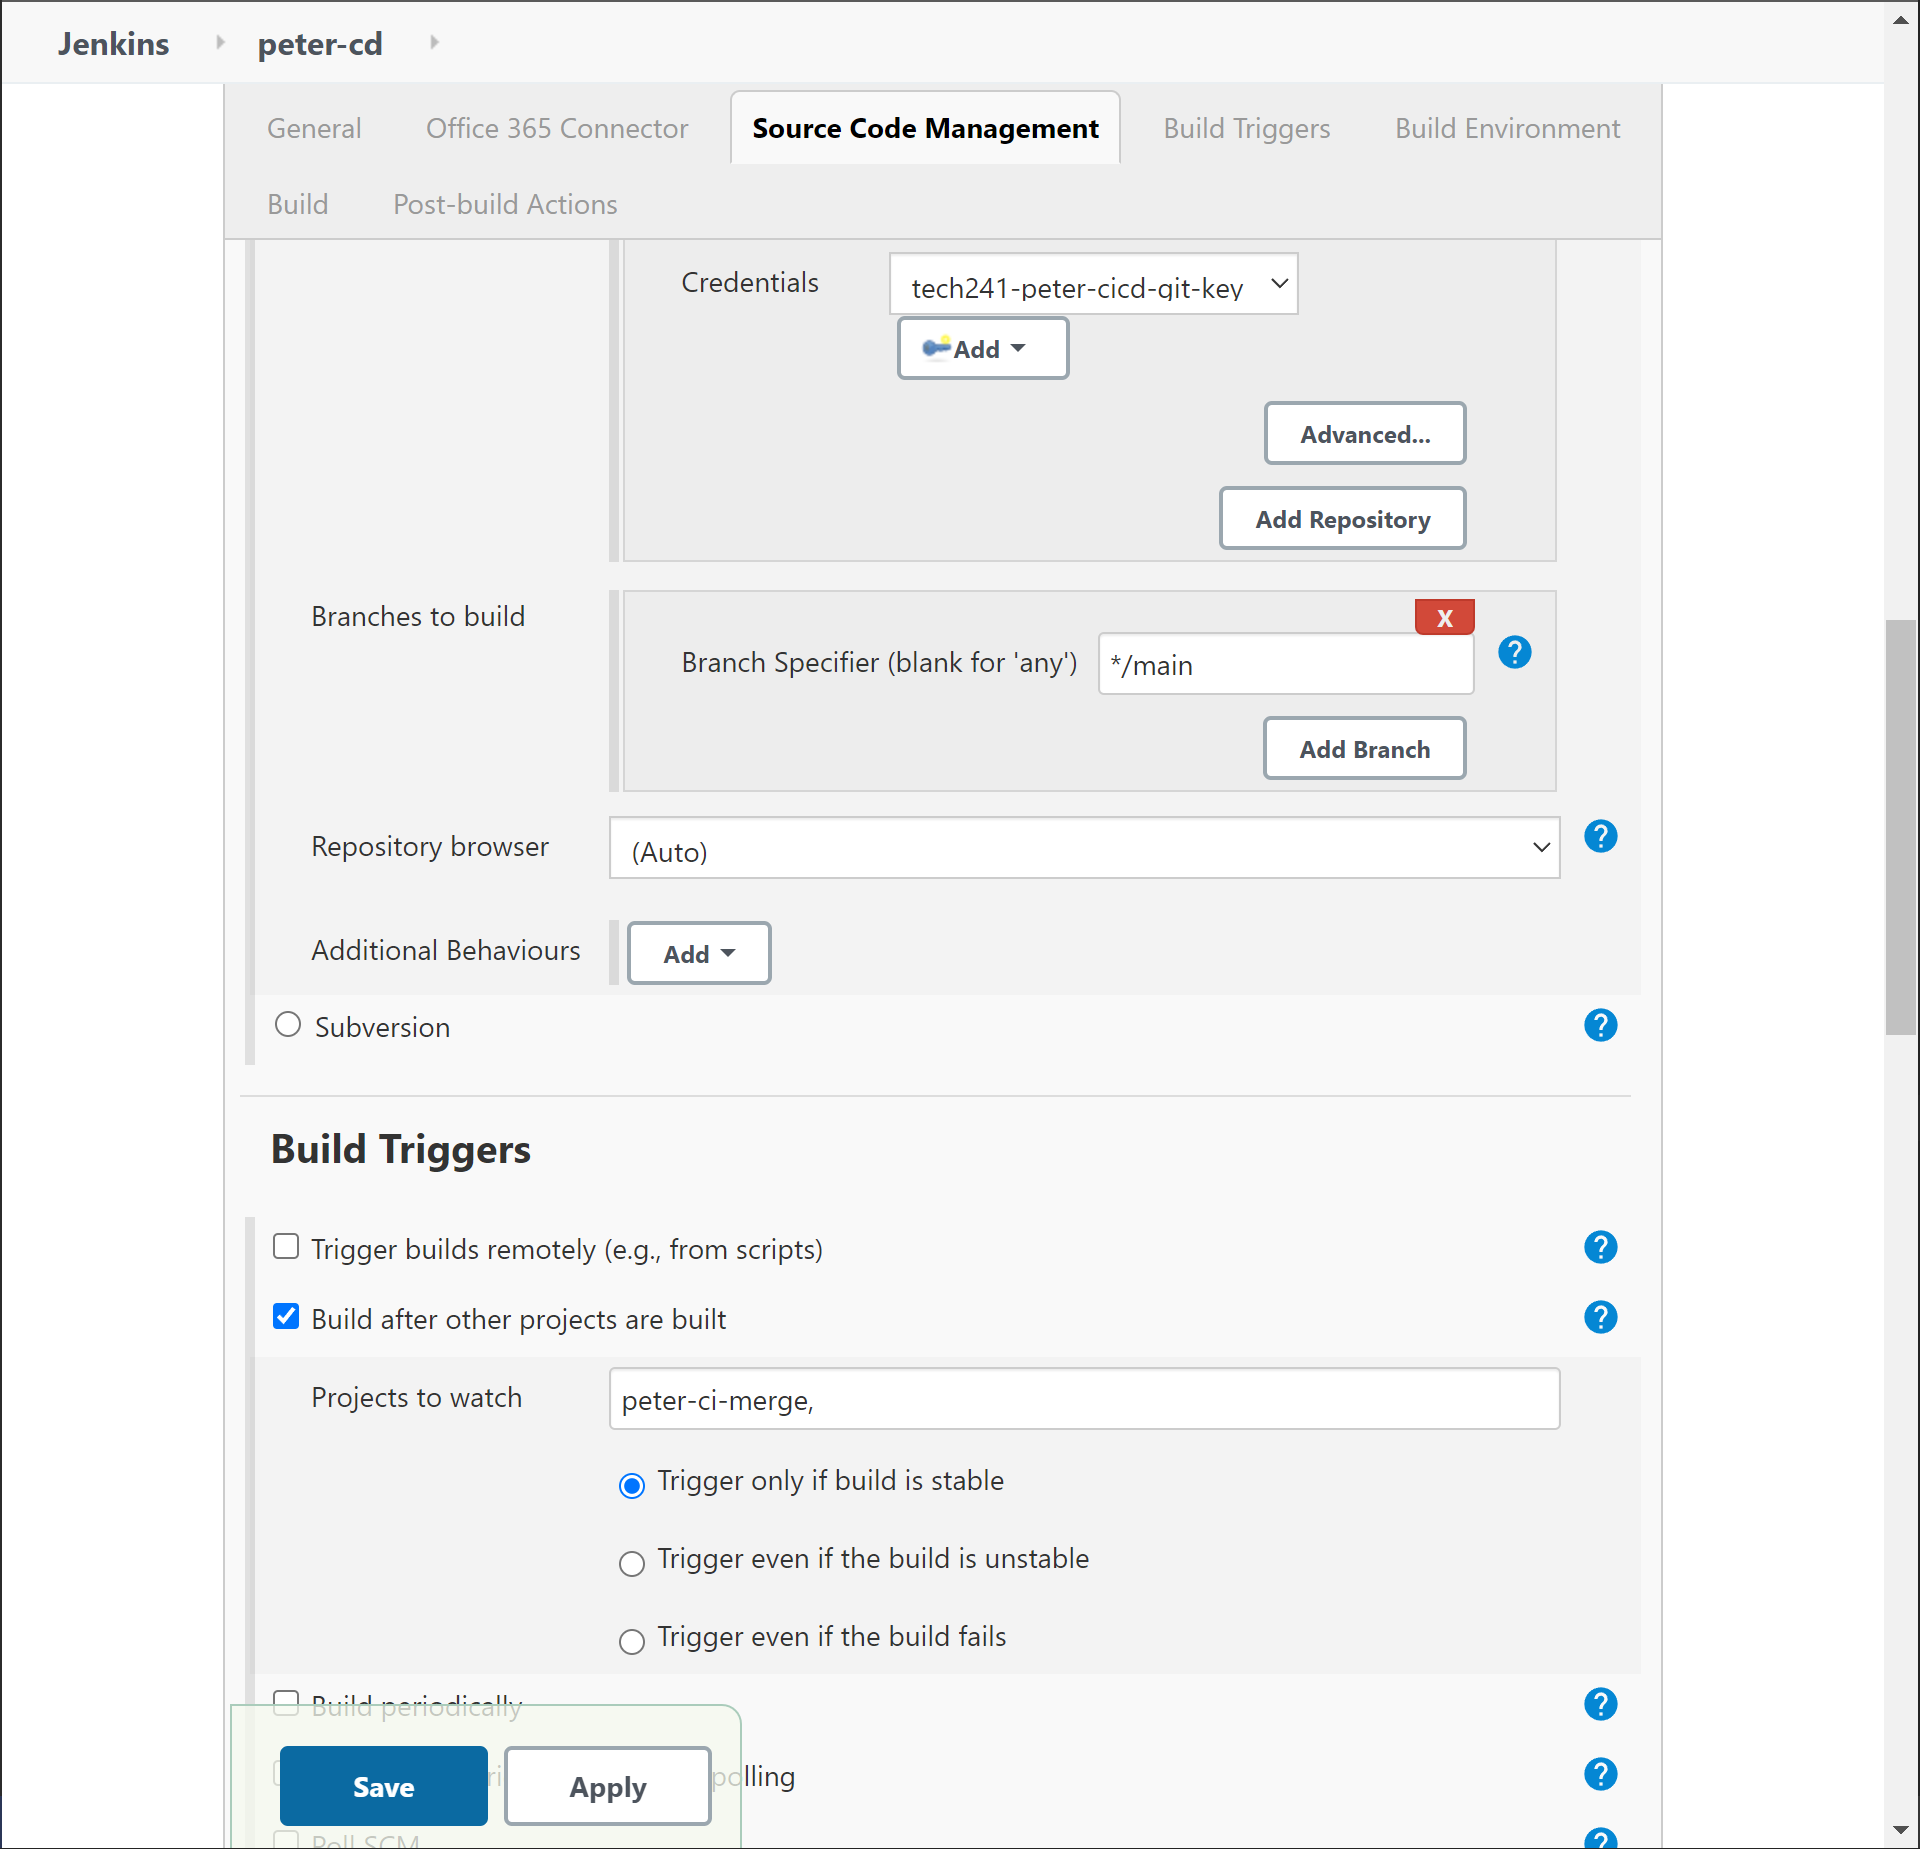 Jenkins peter-cd
General Office 365 Connector Source Code Management Build Triggers Build Environment
Build Post-build Actions
Credentials tech241-peter-cicd-git-key
Add
Advanced...
Add Repository
Branches to build
X
Branch Specifier (blank for 'any') */main
Add Branch
Repository browser (Auto)
Additional Behaviours Add
Subversion
Build Triggers
Trigger builds remotely (e.g., from scripts)
Build after other projects are built
Projects to watch peter-ci-merge,
Trigger only if build is stable
Trigger even if the build is unstable
Trigger even if the build fails
Build periodically
polling
Save Apply
Poll SCM